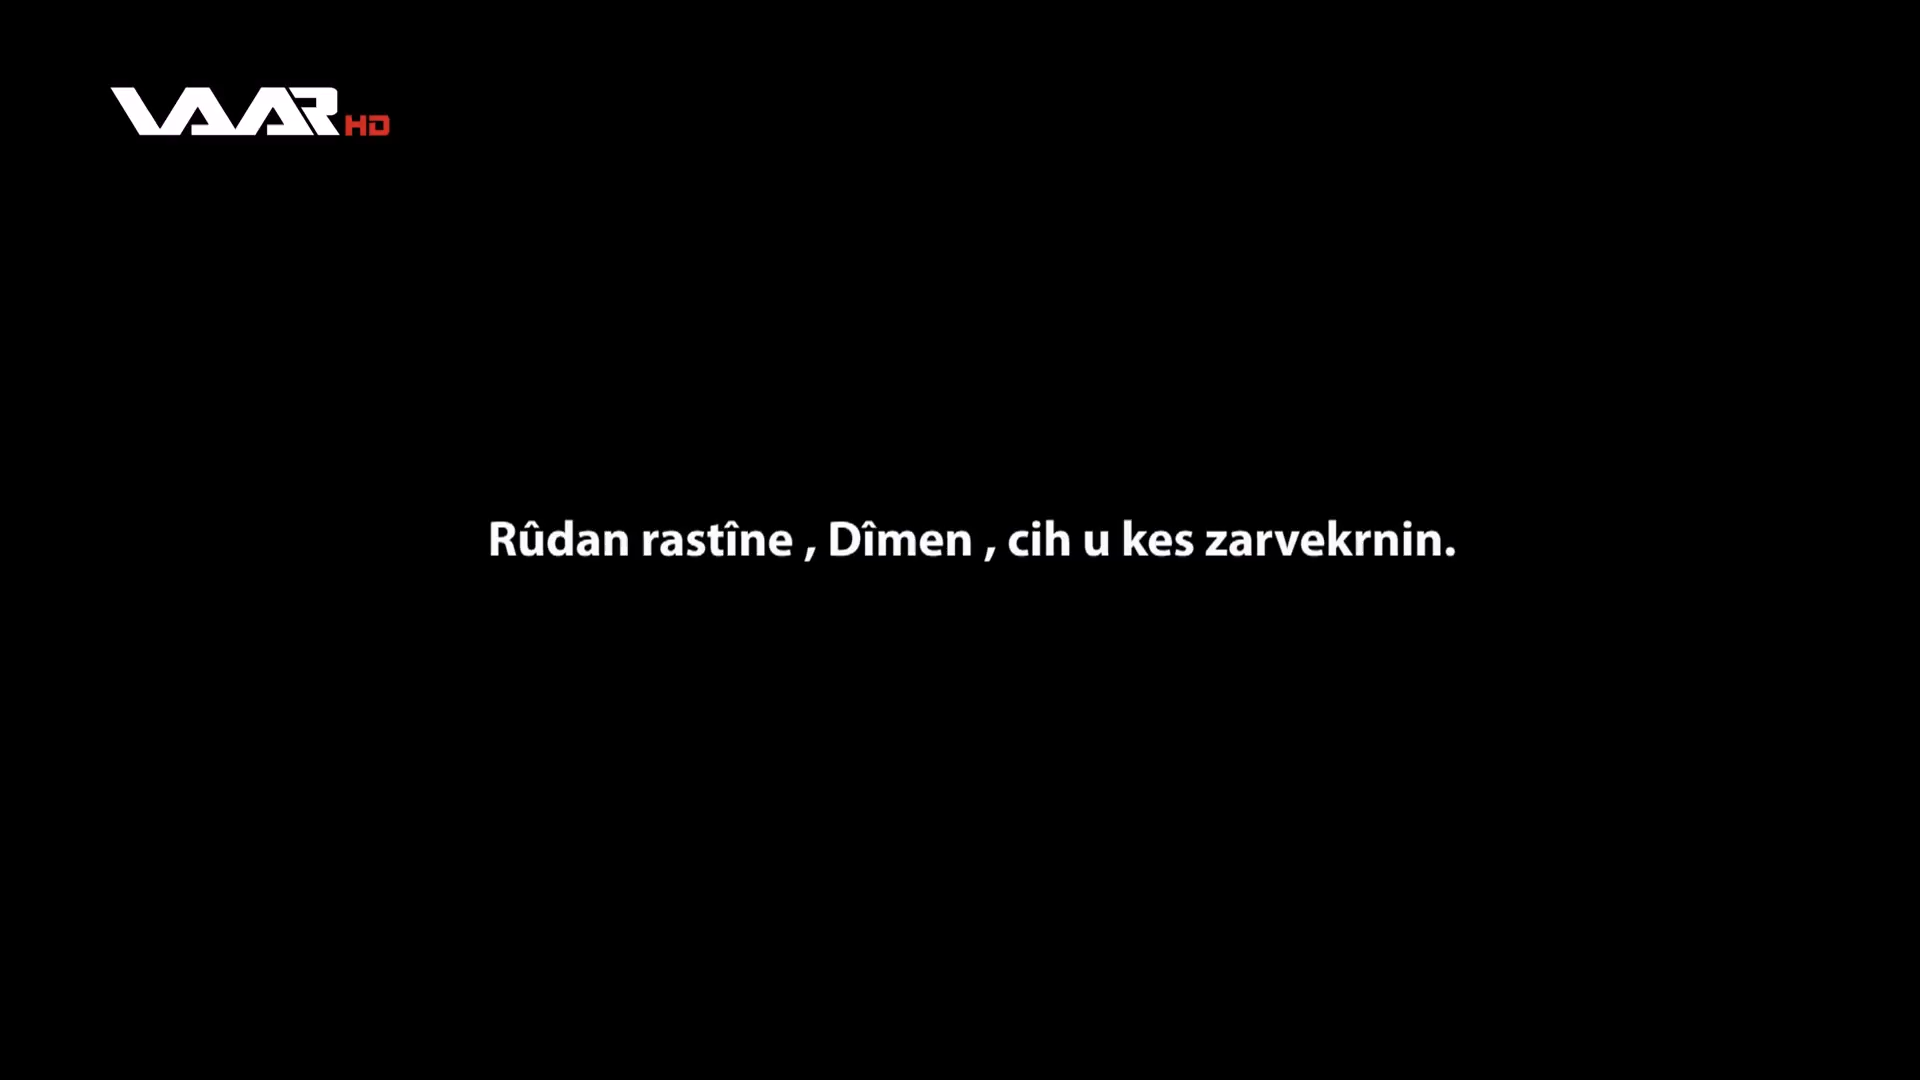 VAAR HD
Rûdan rastîne , Dîmen , cih u kes zarvekrnin.